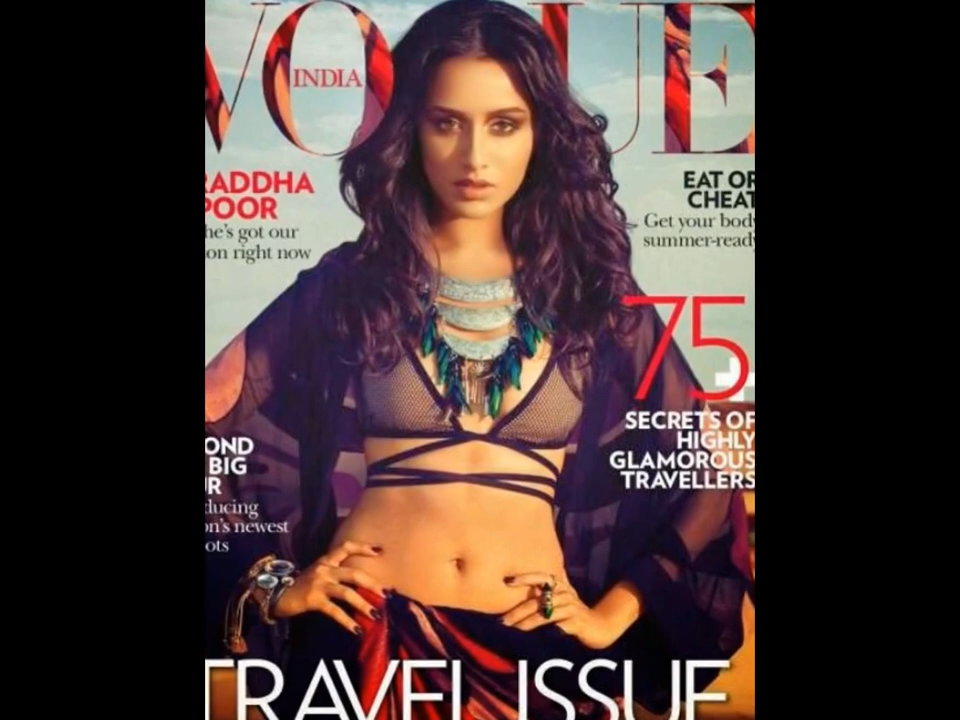 VOGUE
INDIA
RADDHA
POOR
he's got our
on right now
EAT OR
CHEAT
Get your body
summer-ready
75
SECRETS OF
HIGHLY
GLAMOROUS
TRAVELLERS
OND
BIG
R
ducing
on's newest
ots
TRAVEL ISSUE